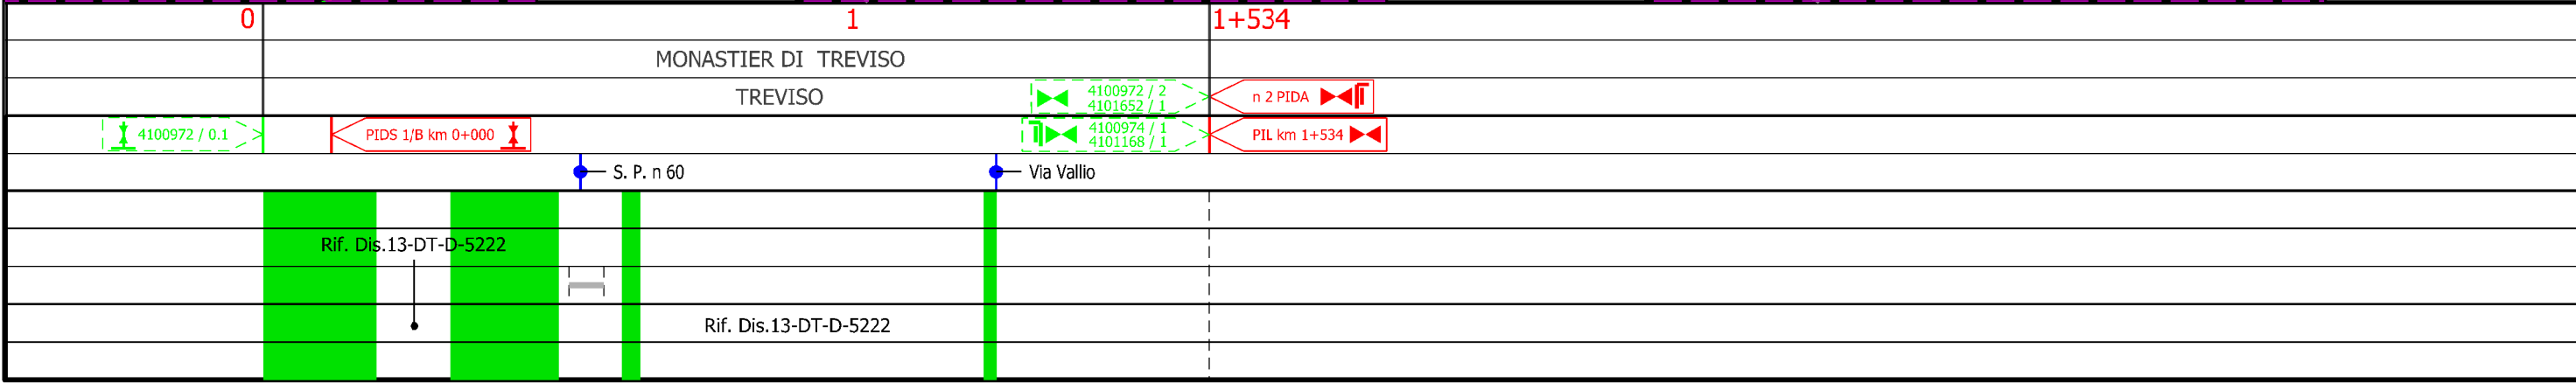 0 1 1+534
MONASTIER DI TREVISO
TREVISO
4100972 / 2
4101652 / 1
n 2 PIDA
4100972 / 0.1
PIDS 1/B km 0+000
4100974 / 1
4101168 / 1
PIL km 1+534
S. P. n 60
Via Vallio
Rif. Dis.13-DT-D-5222
Rif. Dis.13-DT-D-5222